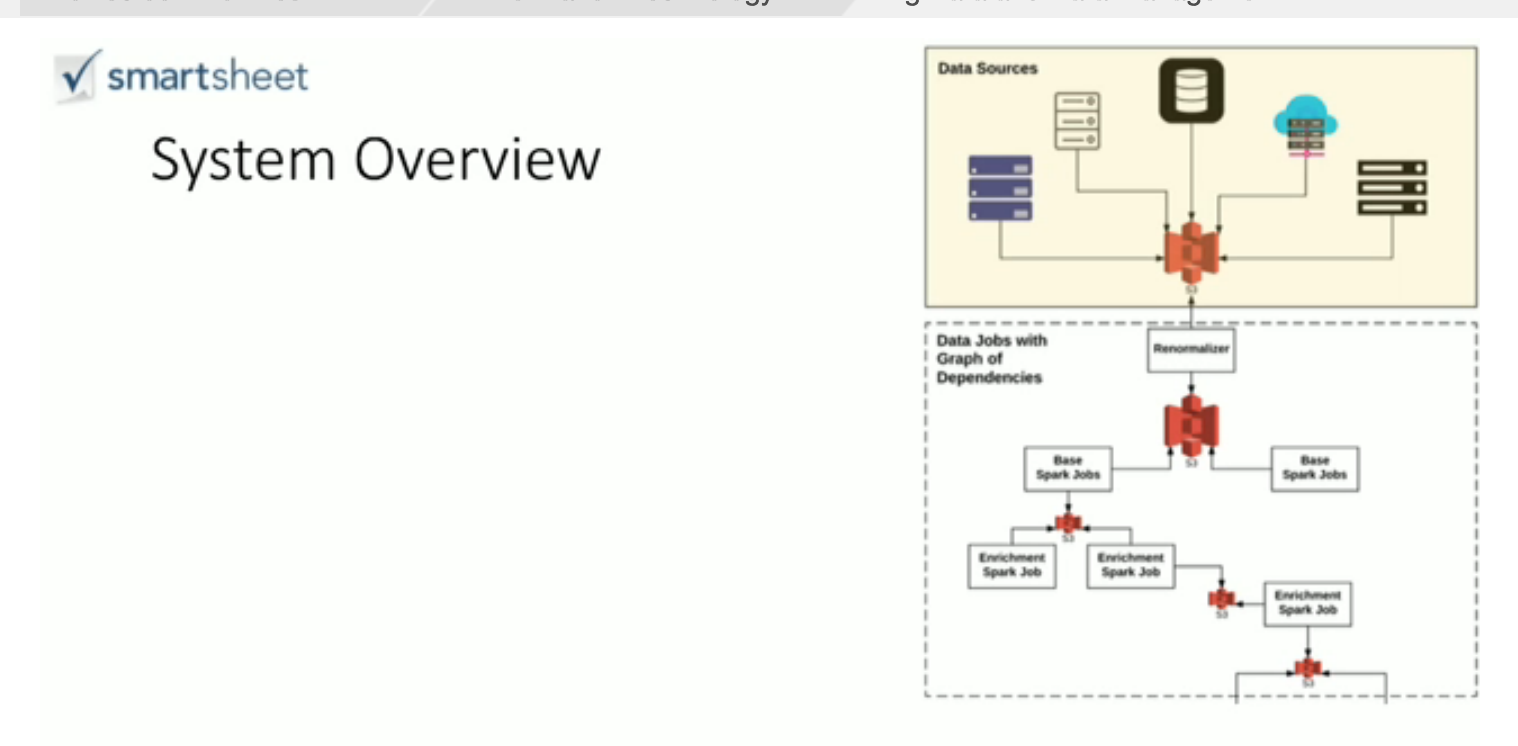 smartsheet
System Overview
Data Sources
S3
Data Jobs with
Graph of
Dependencies
Renormalizer
S3
Base
Spark Jobs
Base
Spark Jobs
S3
Enrichment
Spark Job
Enrichment
Spark Job
S3
Enrichment
Spark Job
S3